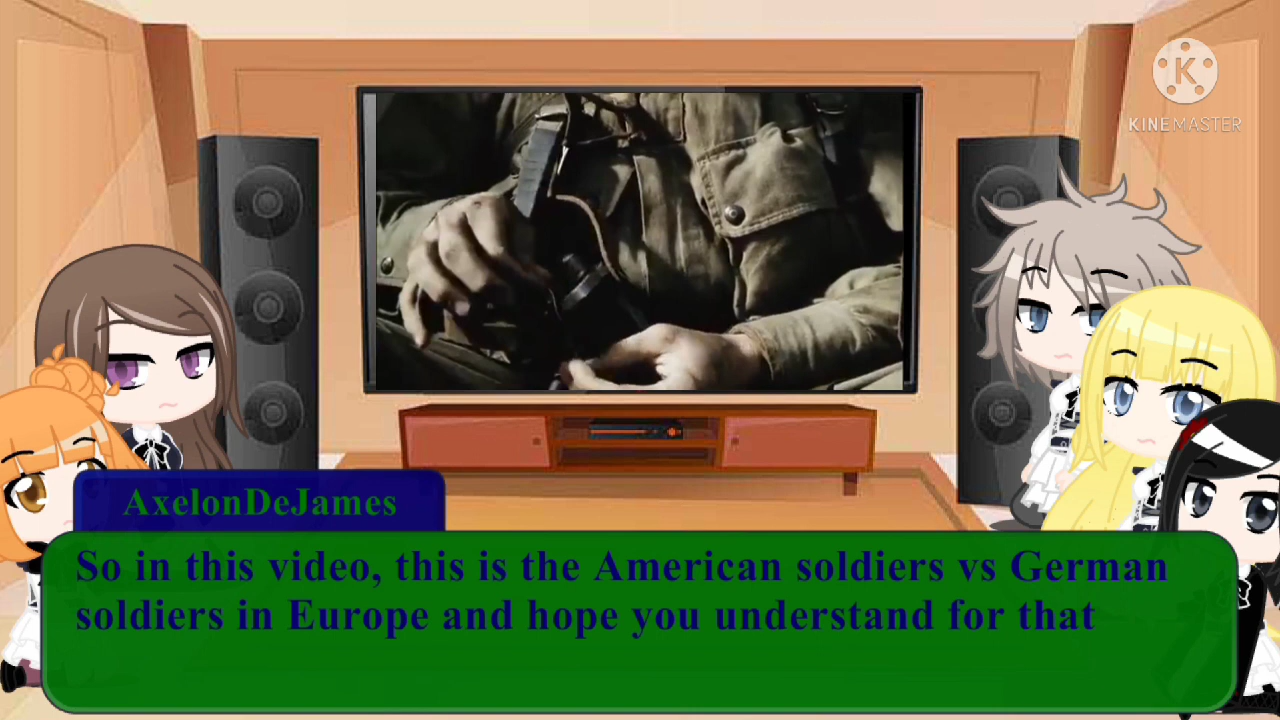 KINEMASTER
AxelonDeJames
So in this video, this is the American soldiers vs German
soldiers in Europe and hope you understand for that